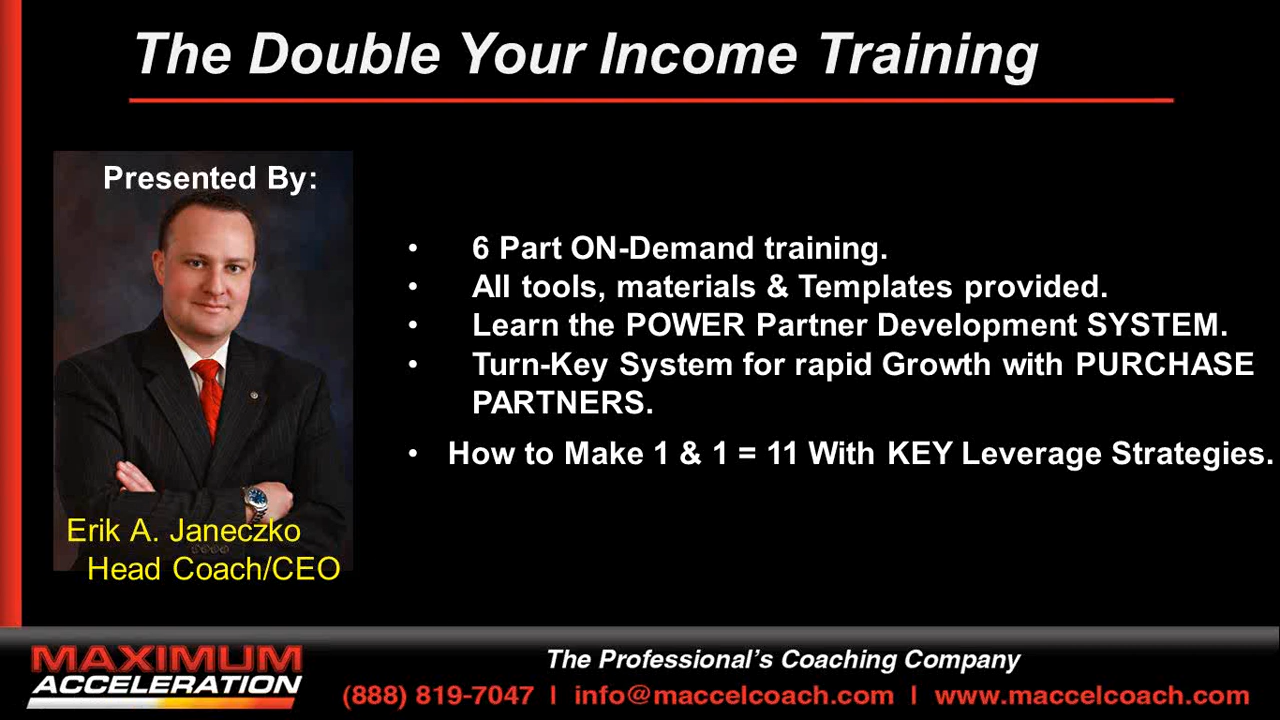 The Double Your Income Training
Presented By:
• 6 Part ON-Demand training.
• All tools, materials & Templates provided.
• Learn the POWER Partner Development SYSTEM.
• Turn-Key System for rapid Growth with PURCHASE
PARTNERS.
• How to Make 1 & 1 = 11 With KEY Leverage Strategies.
Erik A. Janeczko
Head Coach/CEO
MAXIMUM
ACCELERATION
The Professional's Coaching Company
(888) 819-7047 | info@maccelcoach.com | www.maccelcoach.com